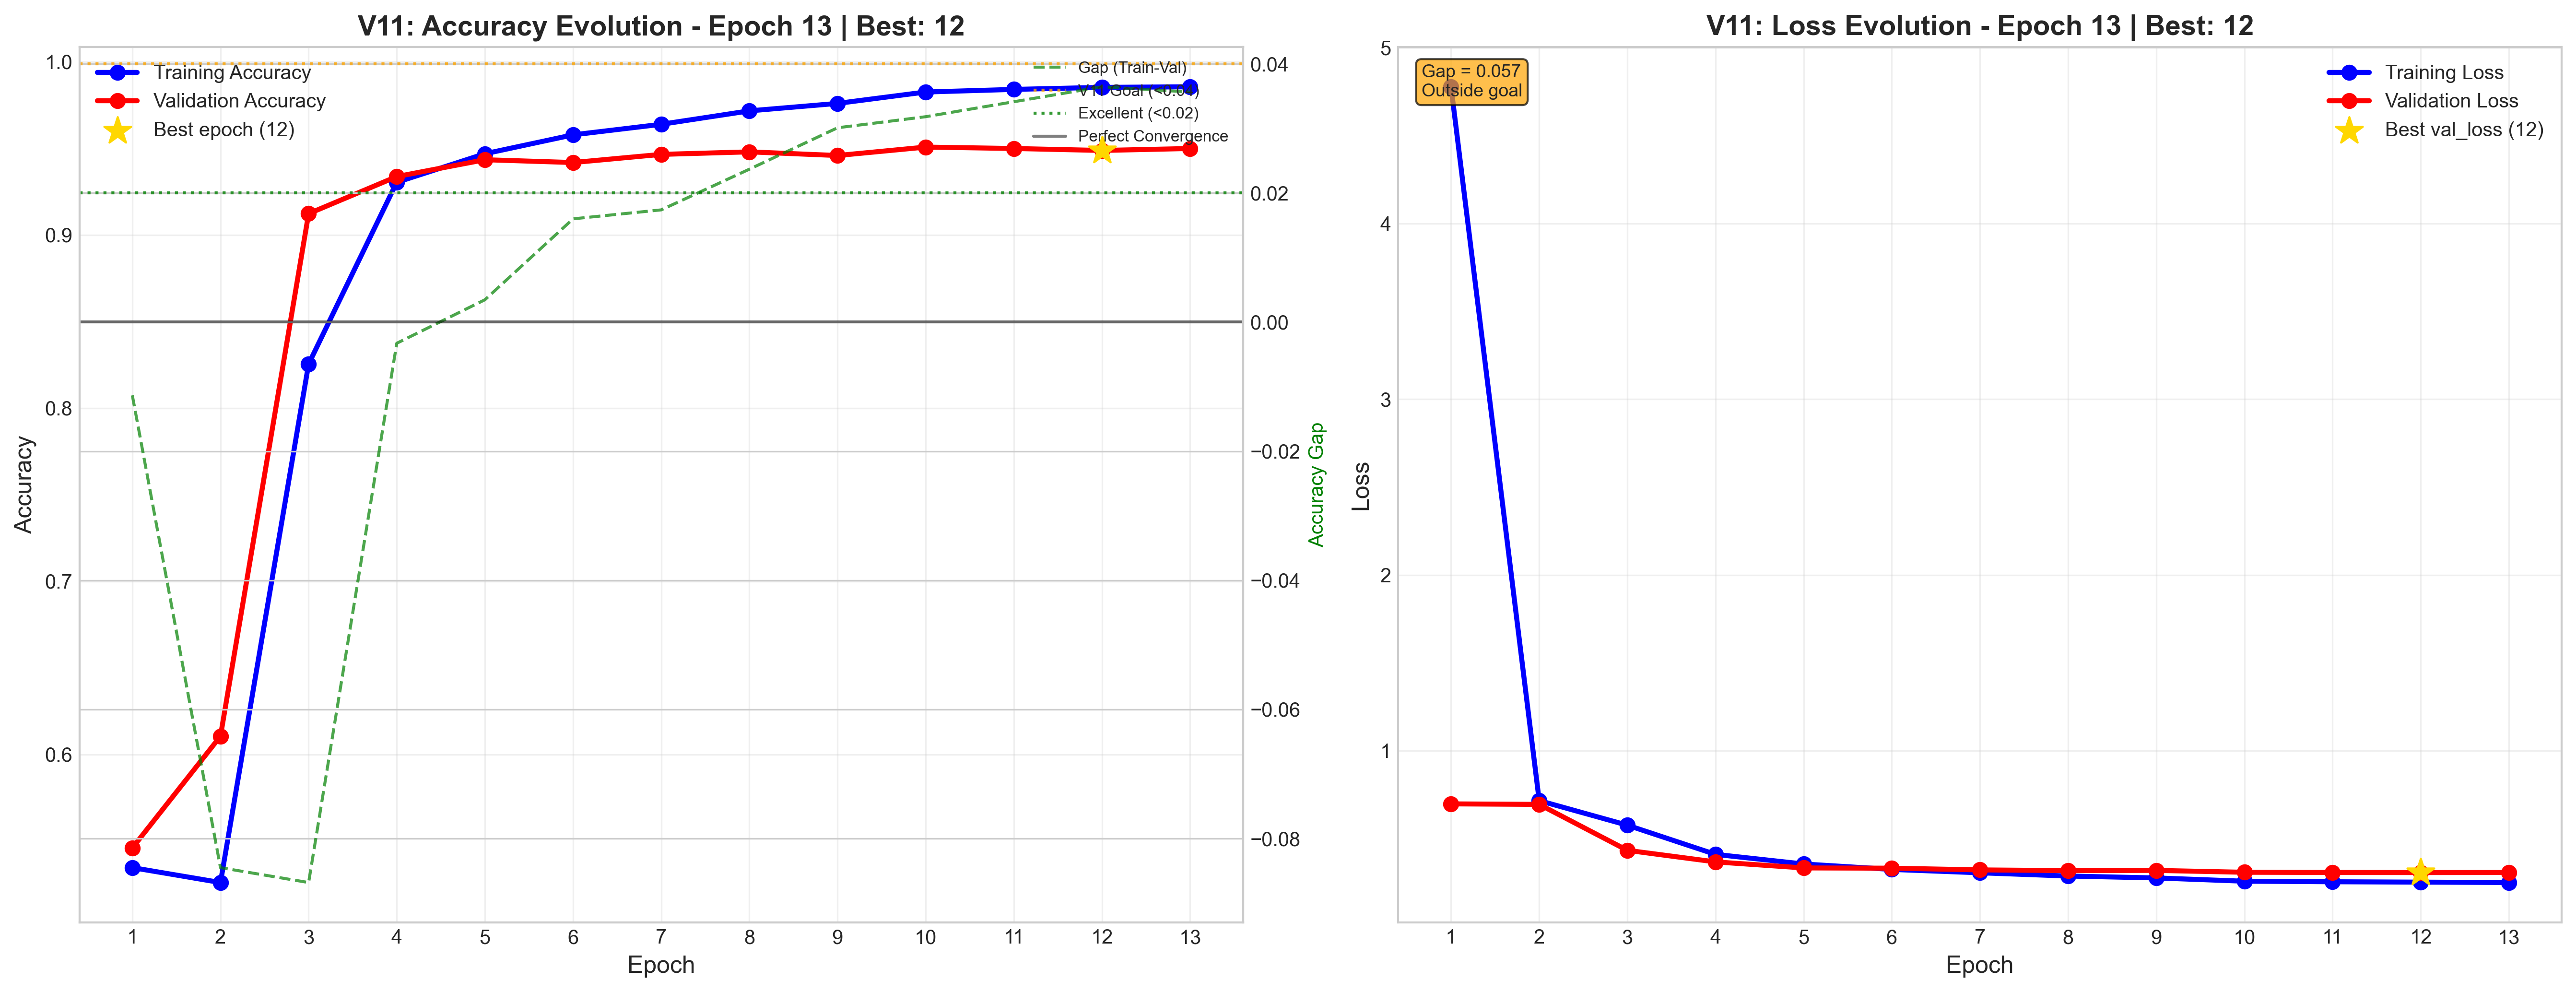 V11: Accuracy Evolution - Epoch 13 | Best: 12
Training Accuracy
Validation Accuracy
Best epoch (12)
Gap (Train-Val)
Goal
Excellent (<0.02)
Perfect Convergence
1.0
0.9
0.8
0.7
0.6
Accuracy
0.04
0.02
0.00
−0.02
−0.04
−0.06
−0.08
Accuracy Gap
1 2 3 4 5 6 7 8 9 10 11 12 13
Epoch
V11: Loss Evolution - Epoch 13 | Best: 12
Gap = 0.057
Outside goal
Training Loss
Validation Loss
Best val_loss (12)
5
4
3
2
1
Loss
1 2 3 4 5 6 7 8 9 10 11 12 13
Epoch